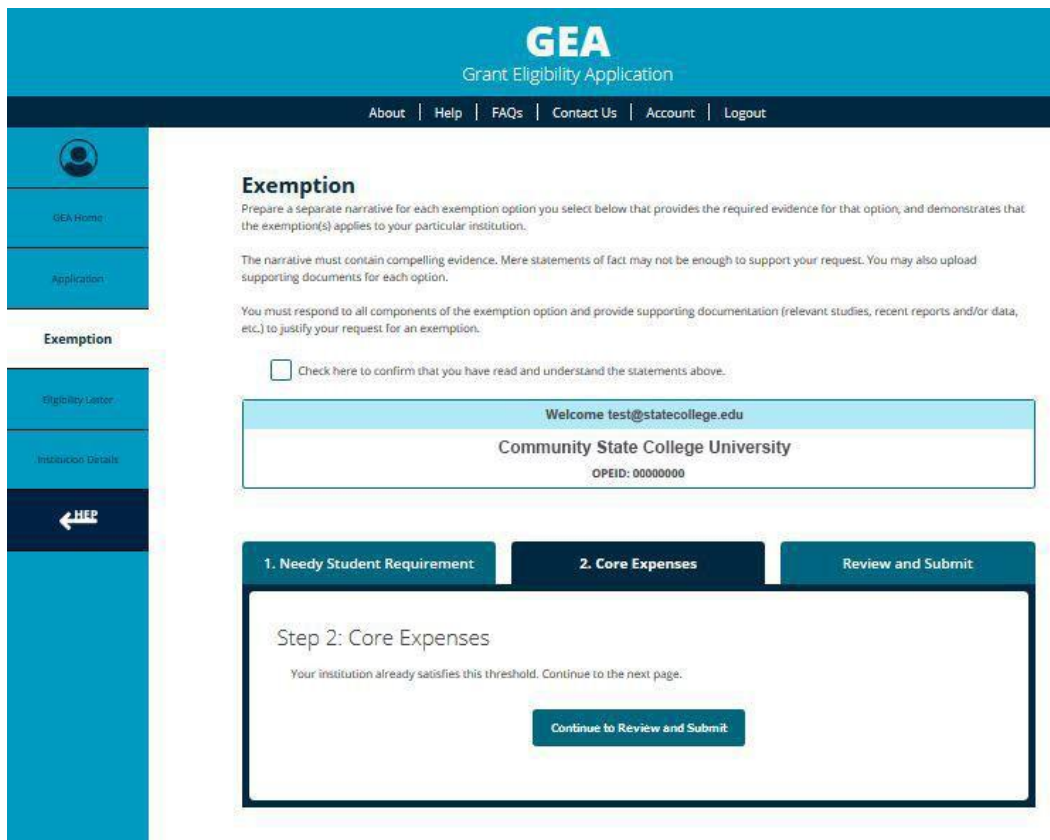 GEA
Grant Eligibility Application
About | Help | FAQs | Contact Us | Account | Logout
GEA Home
Application
Exemption
Eligibility Letter
Institution Details
HEP
Exemption
Prepare a separate narrative for each exemption option you select below that provides the required evidence for that option, and demonstrates that
the exemption(s) applies to your particular institution.
The narrative must contain compelling evidence. Mere statements of fact may not be enough to support your request. You may also upload
supporting documents for each option.
You must respond to all components of the exemption option and provide supporting documentation (relevant studies, recent reports and/or data,
etc.) to justify your request for an exemption.
Check here to confirm that you have read and understand the statements above.
Welcome test@statecollege.edu
Community State College University
OPEID: 00000000
1. Needy Student Requirement
2. Core Expenses
Review and Submit
Step 2: Core Expenses
Your institution already satisfies this threshold. Continue to the next page.
Continue to Review and Submit